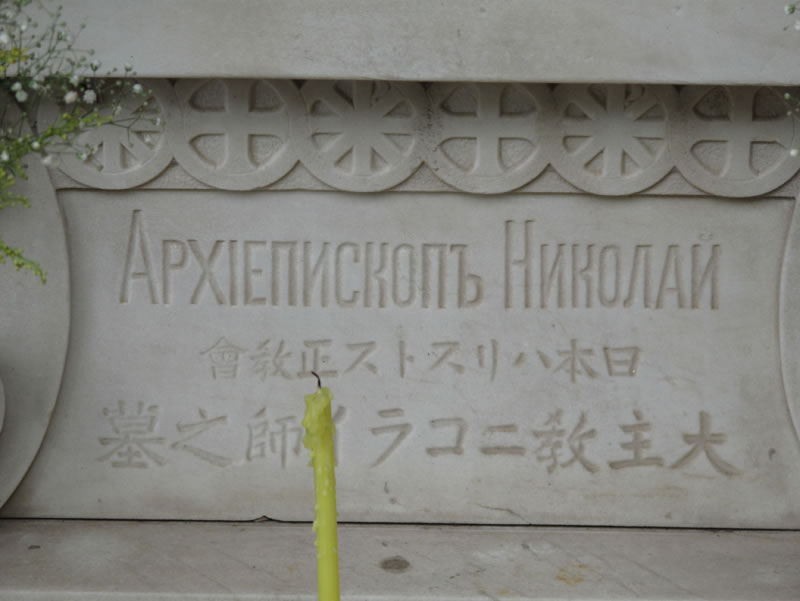 Архіепископъ Николай
日本ハリストス正教會
大主教ニコライ師之墓